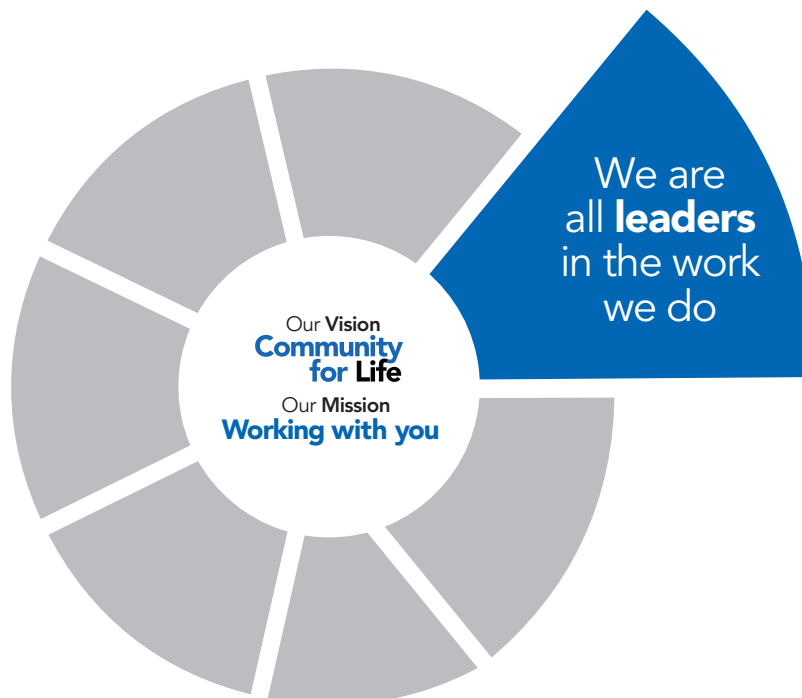 We are
all leaders
in the work
we do
Our Vision
Community
for Life
Our Mission
Working with you